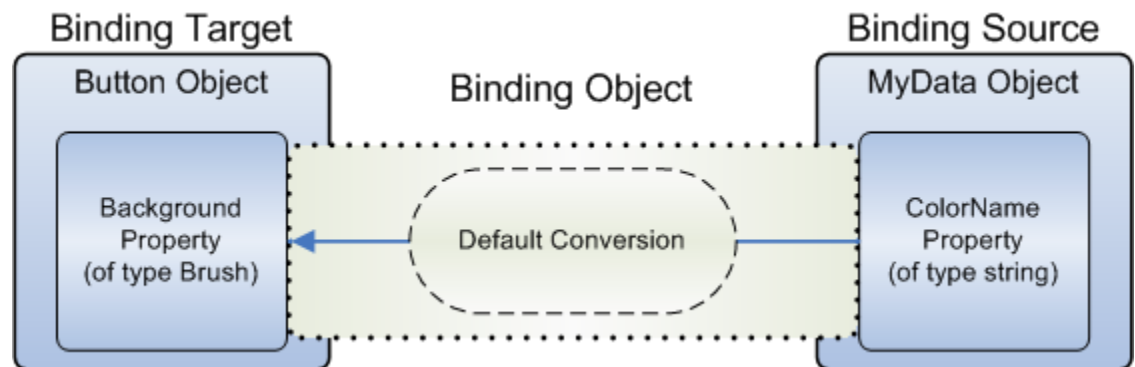 Binding Target
Button Object
Background
Property
(of type Brush)
Binding Object
Default Conversion
Binding Source
MyData Object
ColorName
Property
(of type string)